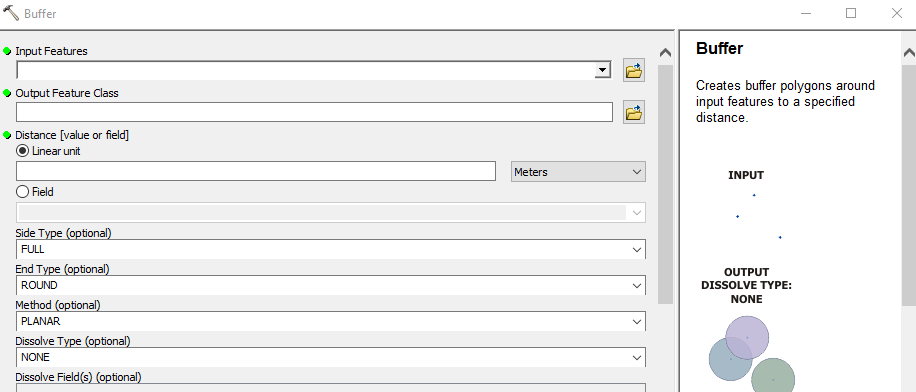 Buffer
Input Features
Output Feature Class
Distance [value or field]
Linear unit
Meters
Field
Side Type (optional)
FULL
End Type (optional)
ROUND
Method (optional)
PLANAR
Dissolve Type (optional)
NONE
Dissolve Field(s) (optional)
Buffer
Creates buffer polygons around
input features to a specified
distance.
INPUT
OUTPUT
DISSOLVE TYPE:
NONE